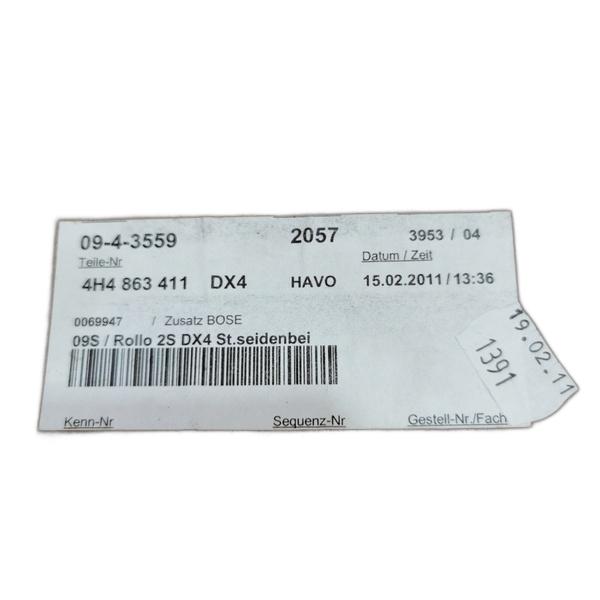 09-4-3559 2057 3953 / 04
Teile-Nr Datum / Zeit
4H4 863 411 DX4 HAVO 15.02.2011/13:36
0069947 / Zusatz BOSE
09S / Rollo 2S DX4 St.seidenbei
Kenn-Nr Sequenz-Nr Gestell-Nr./Fach
19.02.11
1391